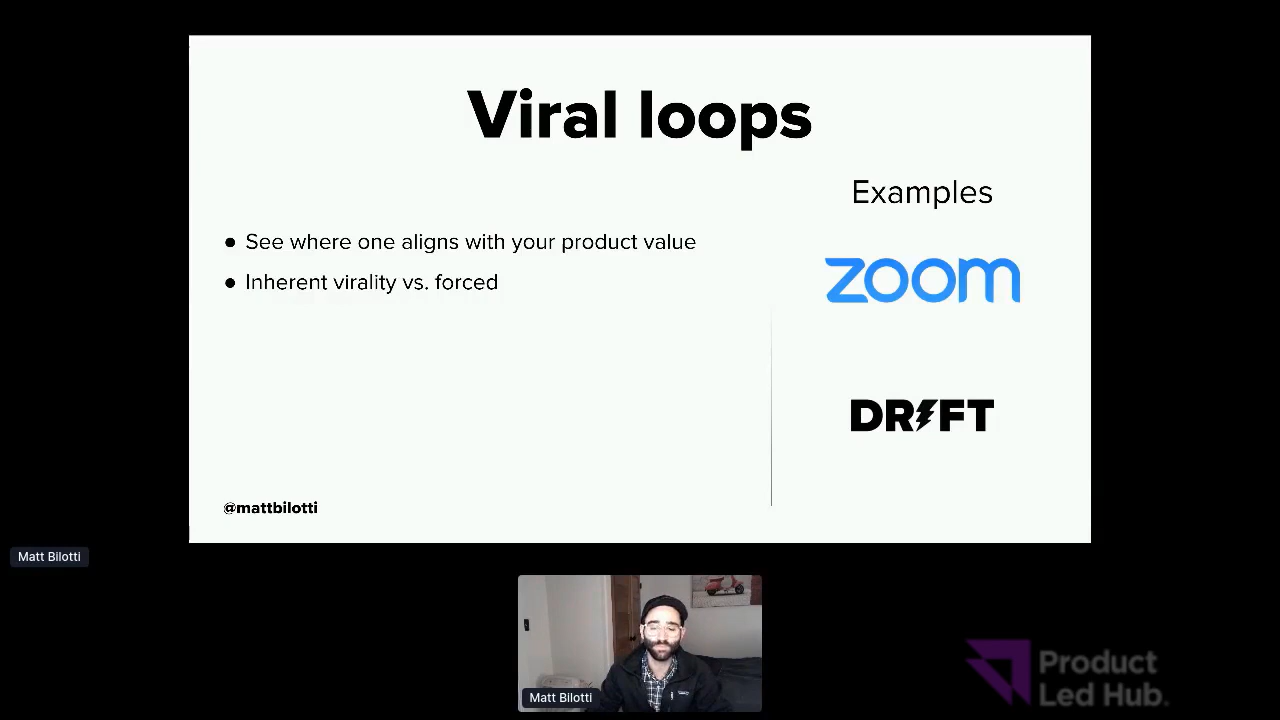 Viral loops
Examples
● See where one aligns with your product value
● Inherent virality vs. forced
zoom
DRIFT
@mattbilotti
Matt Bilotti
Matt Bilotti
Product
Led Hub.